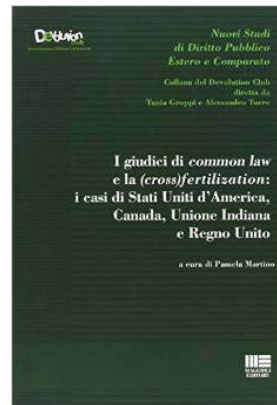 Devolution
Club
Nuovi Studi
di Diritto Pubblico
Estero e Comparato
Collana del Devolution Club
diretta da
Tania Groppi e Alessandro Torre
I giudici di common law
e la (cross)fertilization:
i casi di Stati Uniti d'America,
Canada, Unione Indiana
e Regno Unito
a cura di Pamela Martino
MAGGIOLI
EDITORE